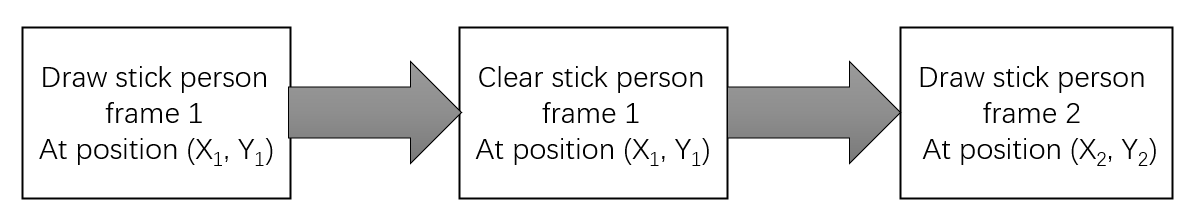 Draw stick person
frame 1
At position (X₁, Y₁)
Clear stick person
frame 1
At position (X₁, Y₁)
Draw stick person
frame 2
At position (X₂, Y₂)